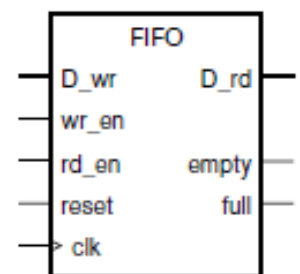 FIFO
D_wr D_rd
wr_en
rd_en empty
reset full
clk